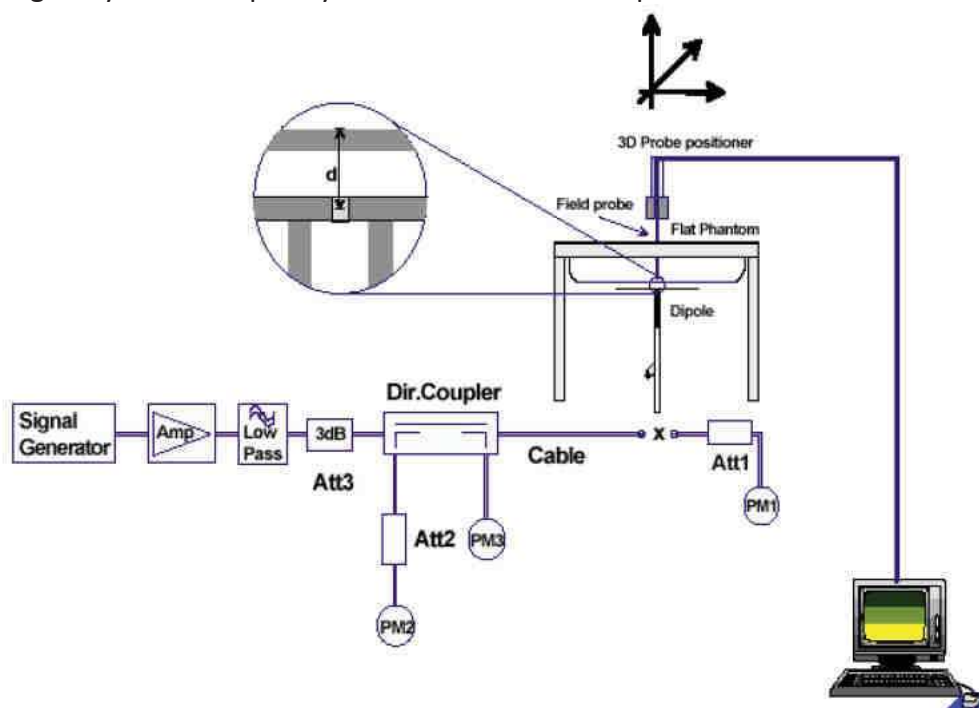 3D Probe positioner
d
Field probe
Flat Phantom
Dipole
Dir.Coupler
Signal
Generator
Amp
Low
Pass
3dB
Cable
x
Att3
Att1
PM1
Att2
PM3
PM2